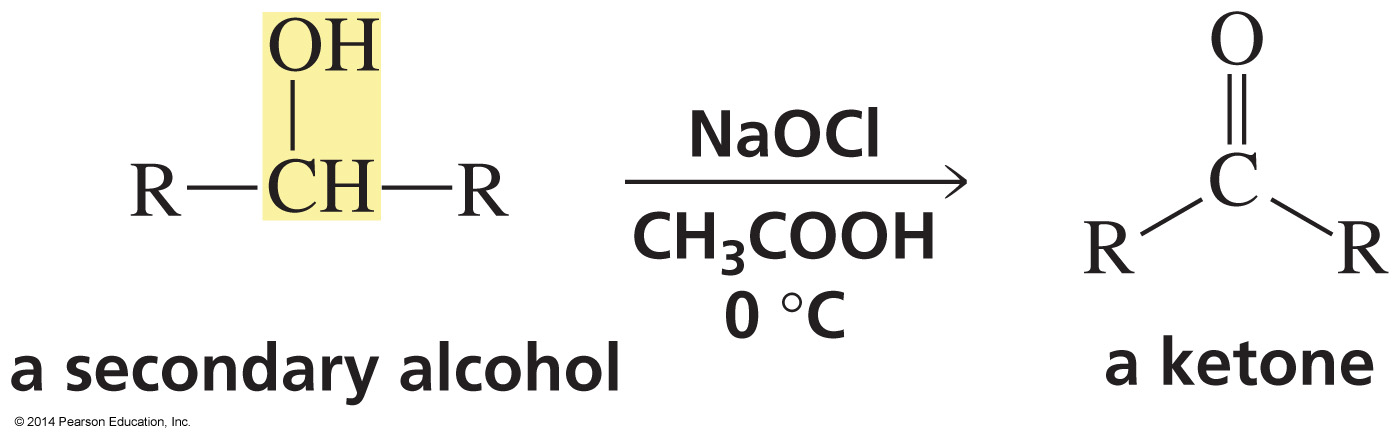 OH
R CH R
NaOCl
CH₃COOH
0 °C
O
C
R R
a secondary alcohol
a ketone
© 2014 Pearson Education, Inc.